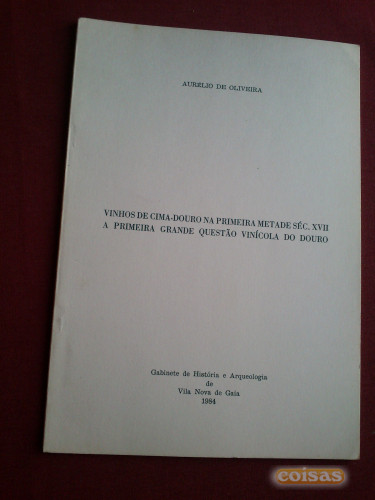 AURÉLIO DE OLIVEIRA
VINHOS DE CIMA-DOURO NA PRIMEIRA METADE SÉC. XVII
A PRIMEIRA GRANDE QUESTÃO VINÍCOLA DO DOURO
Gabinete de História e Arqueologia
de
Vila Nova de Gaia
1984
coisas